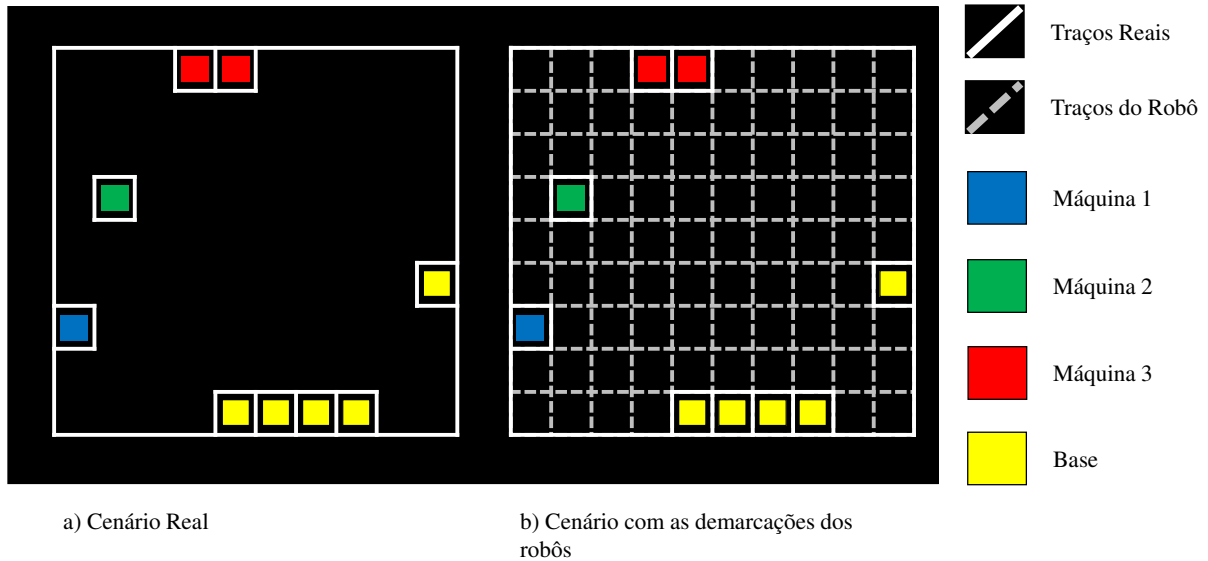 Traços Reais
Traços do Robô
Máquina 1
Máquina 2
Máquina 3
Base
a) Cenário Real
b) Cenário com as demarcações dos
robôs